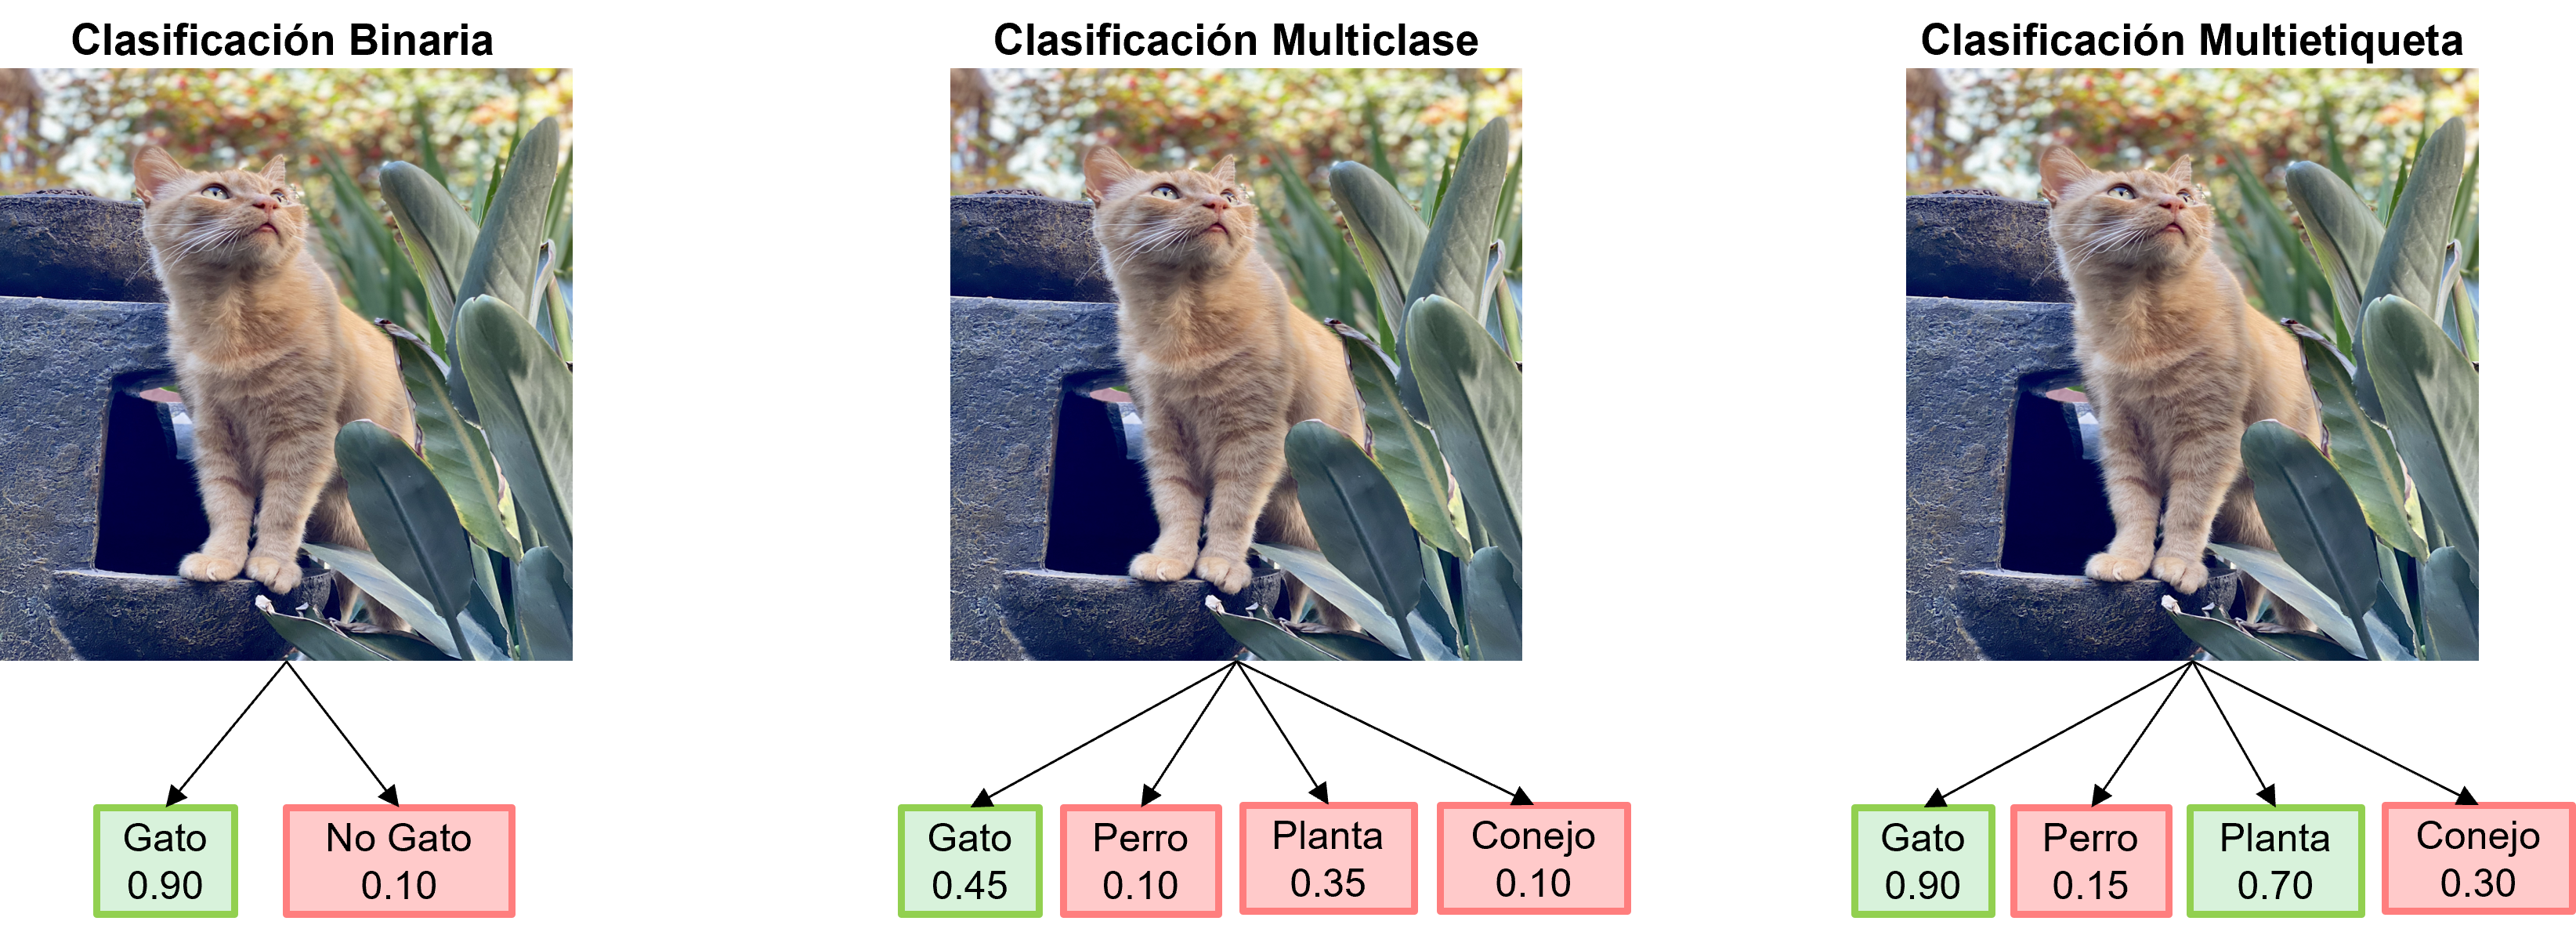 Clasificación Binaria
Clasificación Multiclase
Clasificación Multietiqueta
Gato
0.90
No Gato
0.10
Gato
0.45
Perro
0.10
Planta
0.35
Conejo
0.10
Gato
0.90
Perro
0.15
Planta
0.70
Conejo
0.30